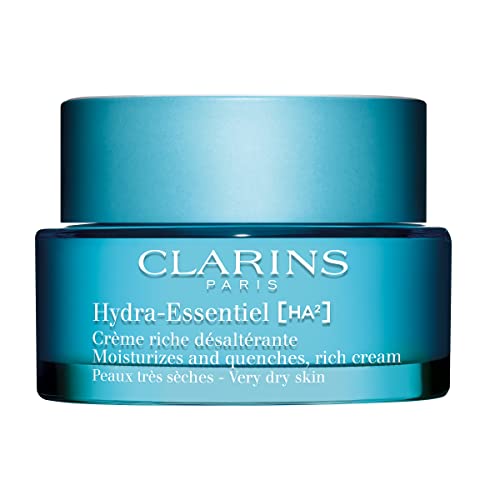 CLARINS
PARIS
Hydra-Essentiel [HA²]
Crème riche désaltérante
Moisturizes and quenches, rich cream
Peaux très sèches - Very dry skin